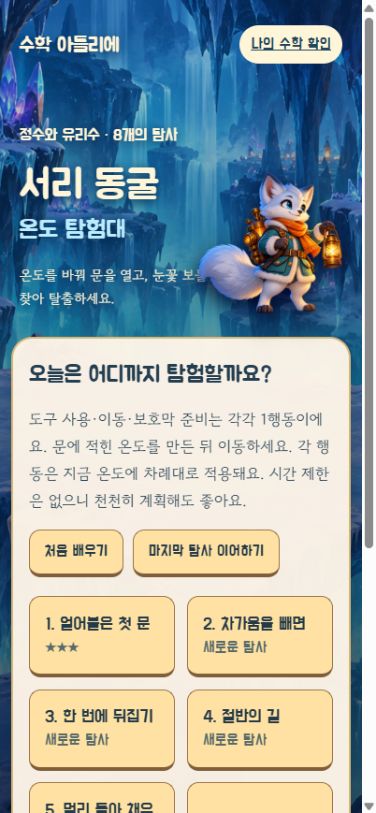 수학 아틀리에
나의 수학 확인
정수와 유리수 · 8개의 탐사
서리 동굴
온도 탐험대
온도를 바꿔 문을 열고, 눈꽃 보물
찾아 탈출하세요.
오늘은 어디까지 탐험할까요?
도구 사용·이동·보호막 준비는 각각 1행동이에
요. 문에 적힌 온도를 만든 뒤 이동하세요. 각 행
동은 지금 온도에 차례대로 적용돼요. 시간 제한
은 없으니 천천히 계획해도 좋아요.
처음 배우기
마지막 탐사 이어하기
1. 얼어붙은 첫 문
★★★
2. 차가움을 빼면
새로운 탐사
3. 한 번에 뒤집기
새로운 탐사
4. 절반의 길
새로운 탐사
5. 멀리 돌아